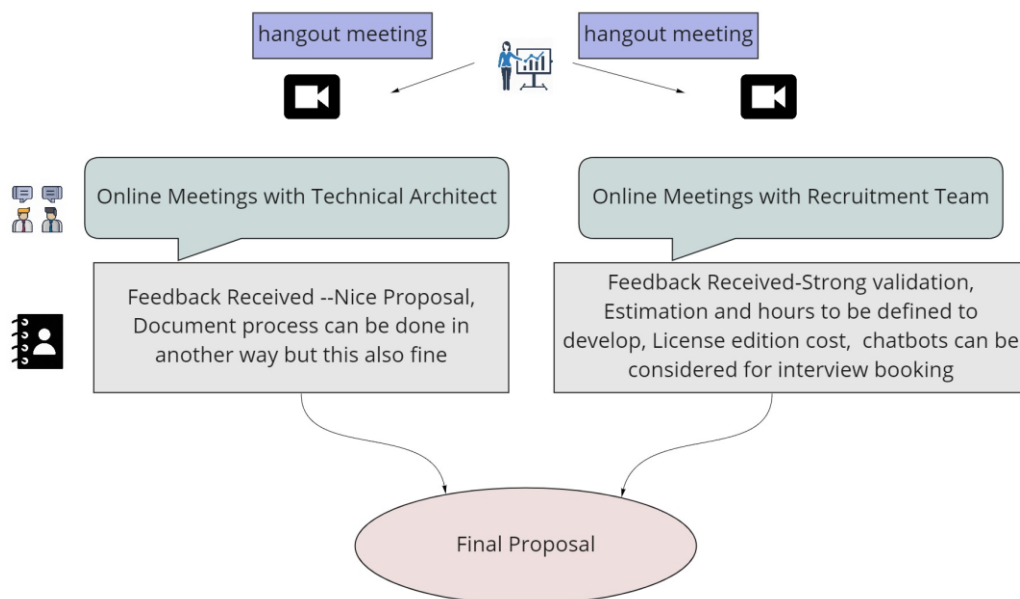 hangout meeting
hangout meeting
Online Meetings with Technical Architect
Online Meetings with Recruitment Team
Feedback Received --Nice Proposal,
Document process can be done in
another way but this also fine
Feedback Received-Strong validation,
Estimation and hours to be defined to
develop, License edition cost,  chatbots can be
considered for interview booking
Final Proposal